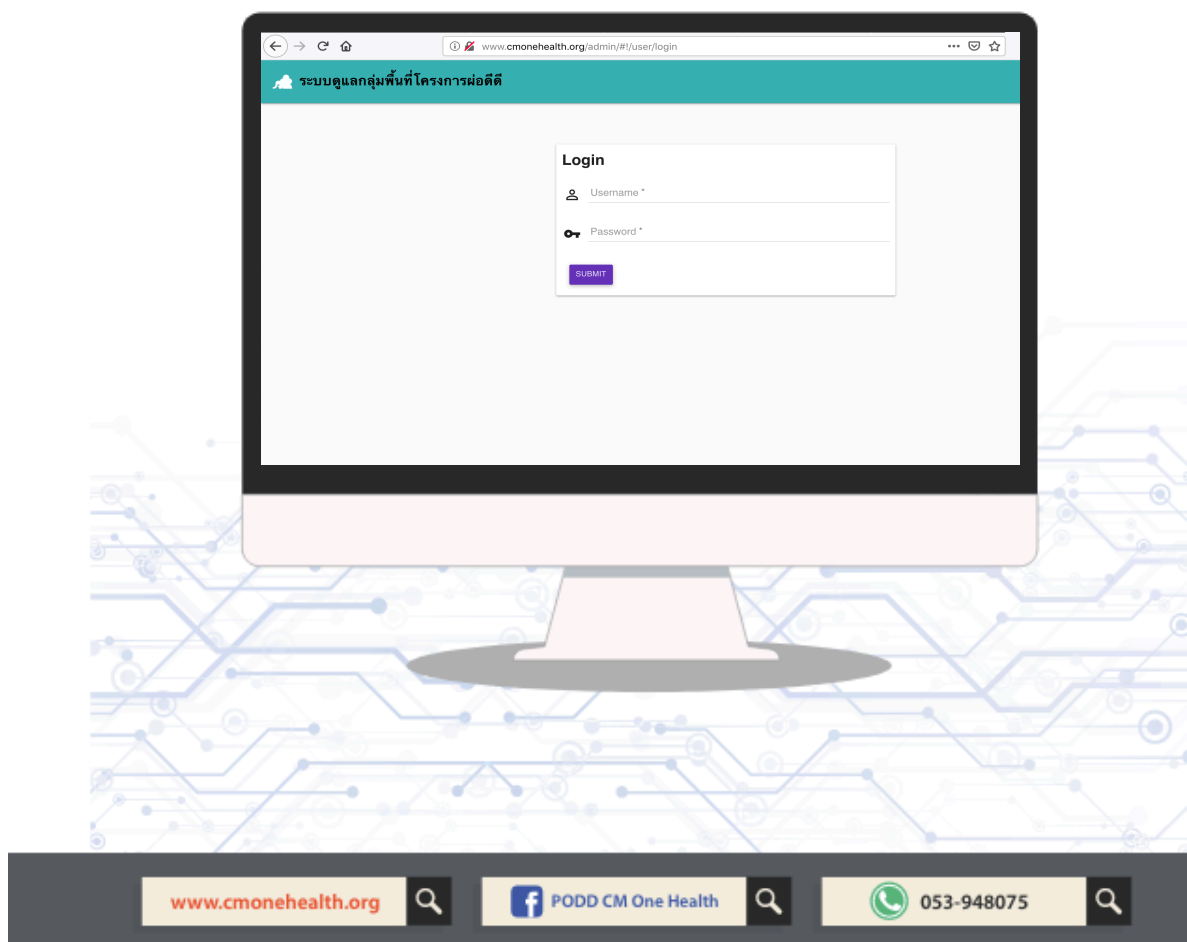 www.cmonehealth.org/admin/#!/user/login
ระบบดูแลกลุ่มพื้นที่โครงการผ่อดีดี
Login
Username *
Password *
SUBMIT
www.cmonehealth.org
PODD CM One Health
053-948075